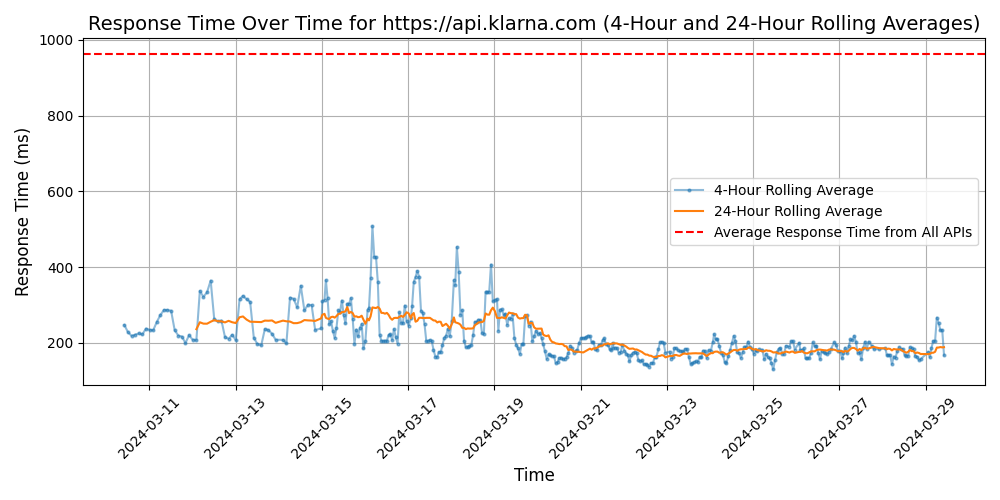 Response Time Over Time for https://api.klarna.com (4-Hour and 24-Hour Rolling Averages)
Response Time (ms)
1000
800
600
400
200
4-Hour Rolling Average
24-Hour Rolling Average
Average Response Time from All APIs
2024-03-11
2024-03-13
2024-03-15
2024-03-17
2024-03-19
2024-03-21
2024-03-23
2024-03-25
2024-03-27
2024-03-29
Time